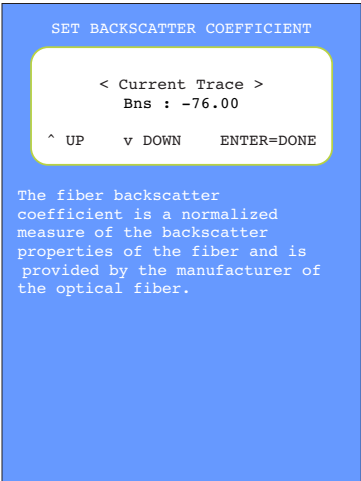 SET BACKSCATTER COEFFICIENT
< Current Trace >
Bns : -76.00
^ UP v DOWN ENTER=DONE
The fiber backscatter
coefficient is a normalized
measure of the backscatter
properties of the fiber and is
provided by the manufacturer of
the optical fiber.